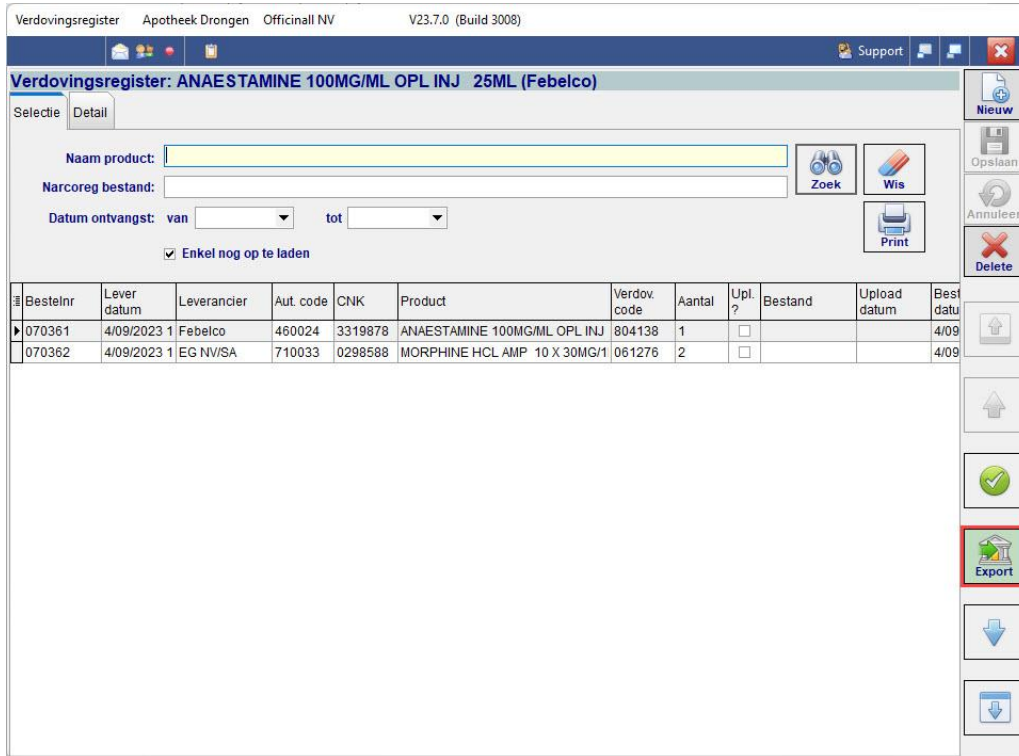 Verdovingsregister Apotheek Drongen Officinall NV V23.7.0 (Build 3008)
Support
Verdovingsregister: ANAESTAMINE 100MG/ML OPL INJ 25ML (Febelco)
Selectie Detail
Nieuw
Naam product:
Zoek Wis
Opslaan
Narcoreg bestand:
Datum ontvangst: van tot
Print
Annuleer
Enkel nog op te laden
Delete
Bestelnr Lever datum Leverancier Aut. code CNK Product Verdov. code Aantal Upl. ? Bestand Upload datum Best datu
070361 4/09/2023 1 Febelco 460024 3319878 ANAESTAMINE 100MG/ML OPL INJ 804138 1 4/09
070362 4/09/2023 1 EG NV/SA 710033 0298588 MORPHINE HCL AMP 10 X 30MG/1 061276 2 4/09
Export